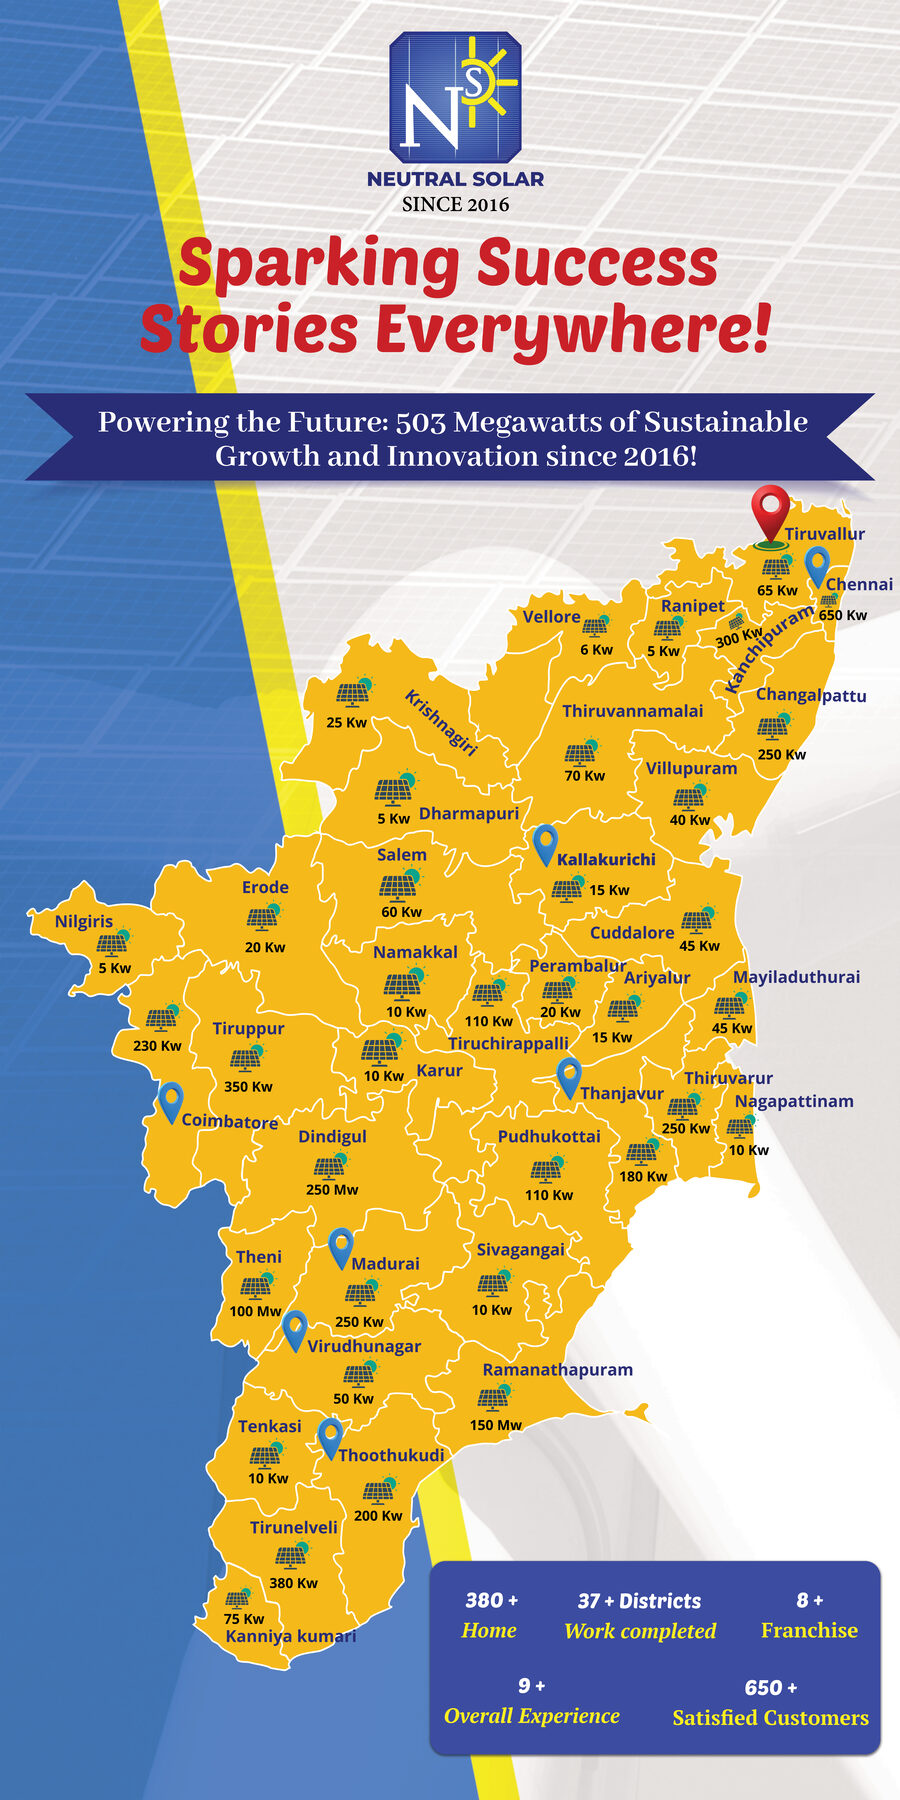 N S
NEUTRAL SOLAR
SINCE 2016
Sparking Success
Stories Everywhere!
Powering the Future: 503 Megawatts of Sustainable
Growth and Innovation since 2016!
Tiruvallur
65 Kw
Chennai
650 Kw
Ranipet
5 Kw
Vellore
6 Kw
300 Kw
Kanchipuram
Changalpattu
250 Kw
25 Kw
Krishnagiri
Thiruvannamalai
70 Kw
Villupuram
40 Kw
5 Kw Dharmapuri
Salem
60 Kw
Kallakurichi
15 Kw
Erode
20 Kw
Nilgiris
5 Kw
Cuddalore
45 Kw
Namakkal
10 Kw
110 Kw
Tiruchirappalli
Perambalur
20 Kw
Ariyalur
15 Kw
Mayiladuthurai
45 Kw
230 Kw
Coimbatore
Tiruppur
350 Kw
10 Kw Karur
Thanjavur
180 Kw
Thiruvarur
250 Kw
Nagapattinam
10 Kw
Dindigul
250 Mw
Pudhukottai
110 Kw
Theni
100 Mw
Madurai
250 Kw
Sivagangai
10 Kw
Virudhunagar
50 Kw
Ramanathapuram
150 Mw
Tenkasi
10 Kw
Thoothukudi
200 Kw
Tirunelveli
380 Kw
75 Kw
Kanniya kumari
380 +
Home
37 + Districts
Work completed
8 +
Franchise
9 +
Overall Experience
650 +
Satisfied Customers